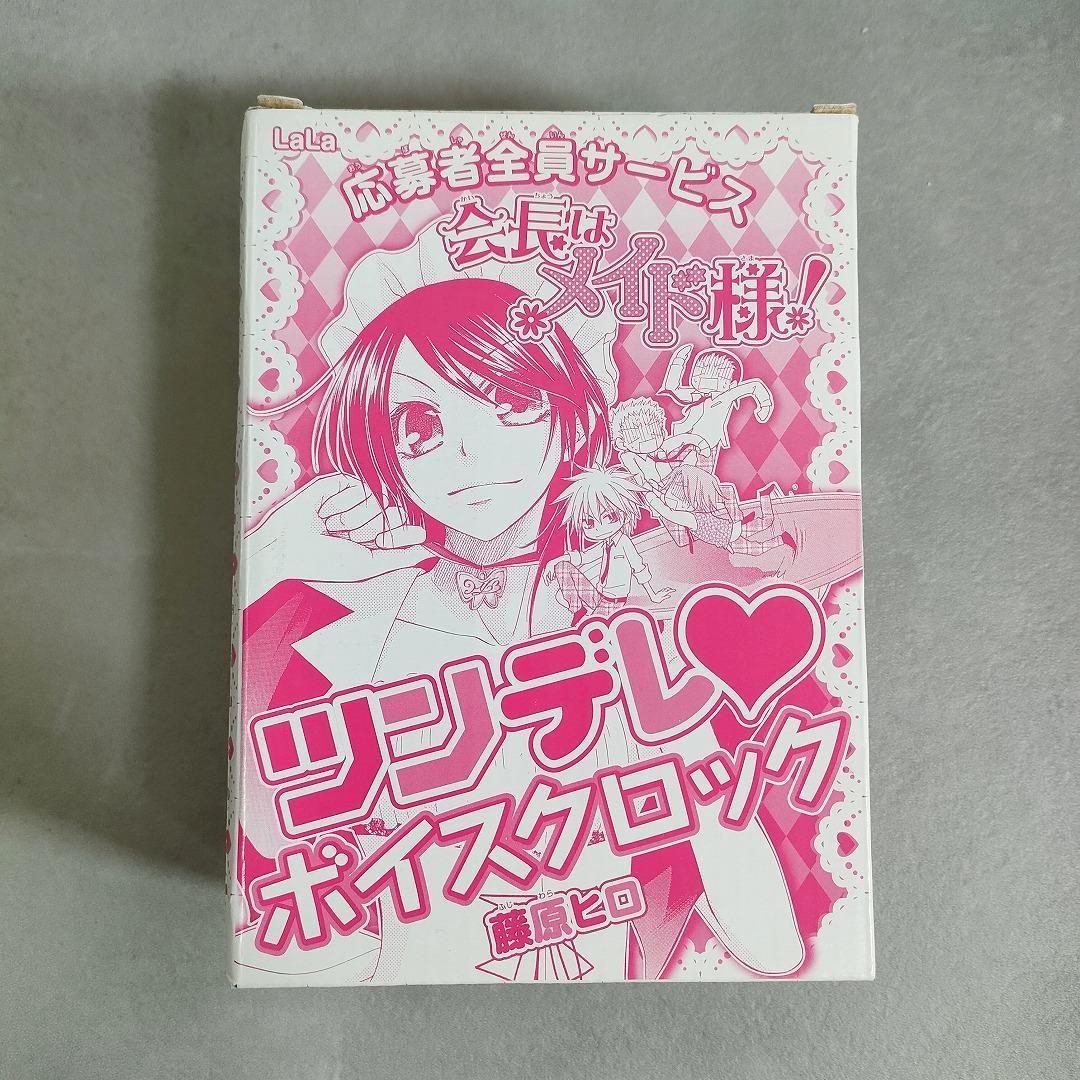 LaLa
応募者全員サービス
会長は
メイド様!
ツンデレ♥
ボイスクロック
藤原ヒロ